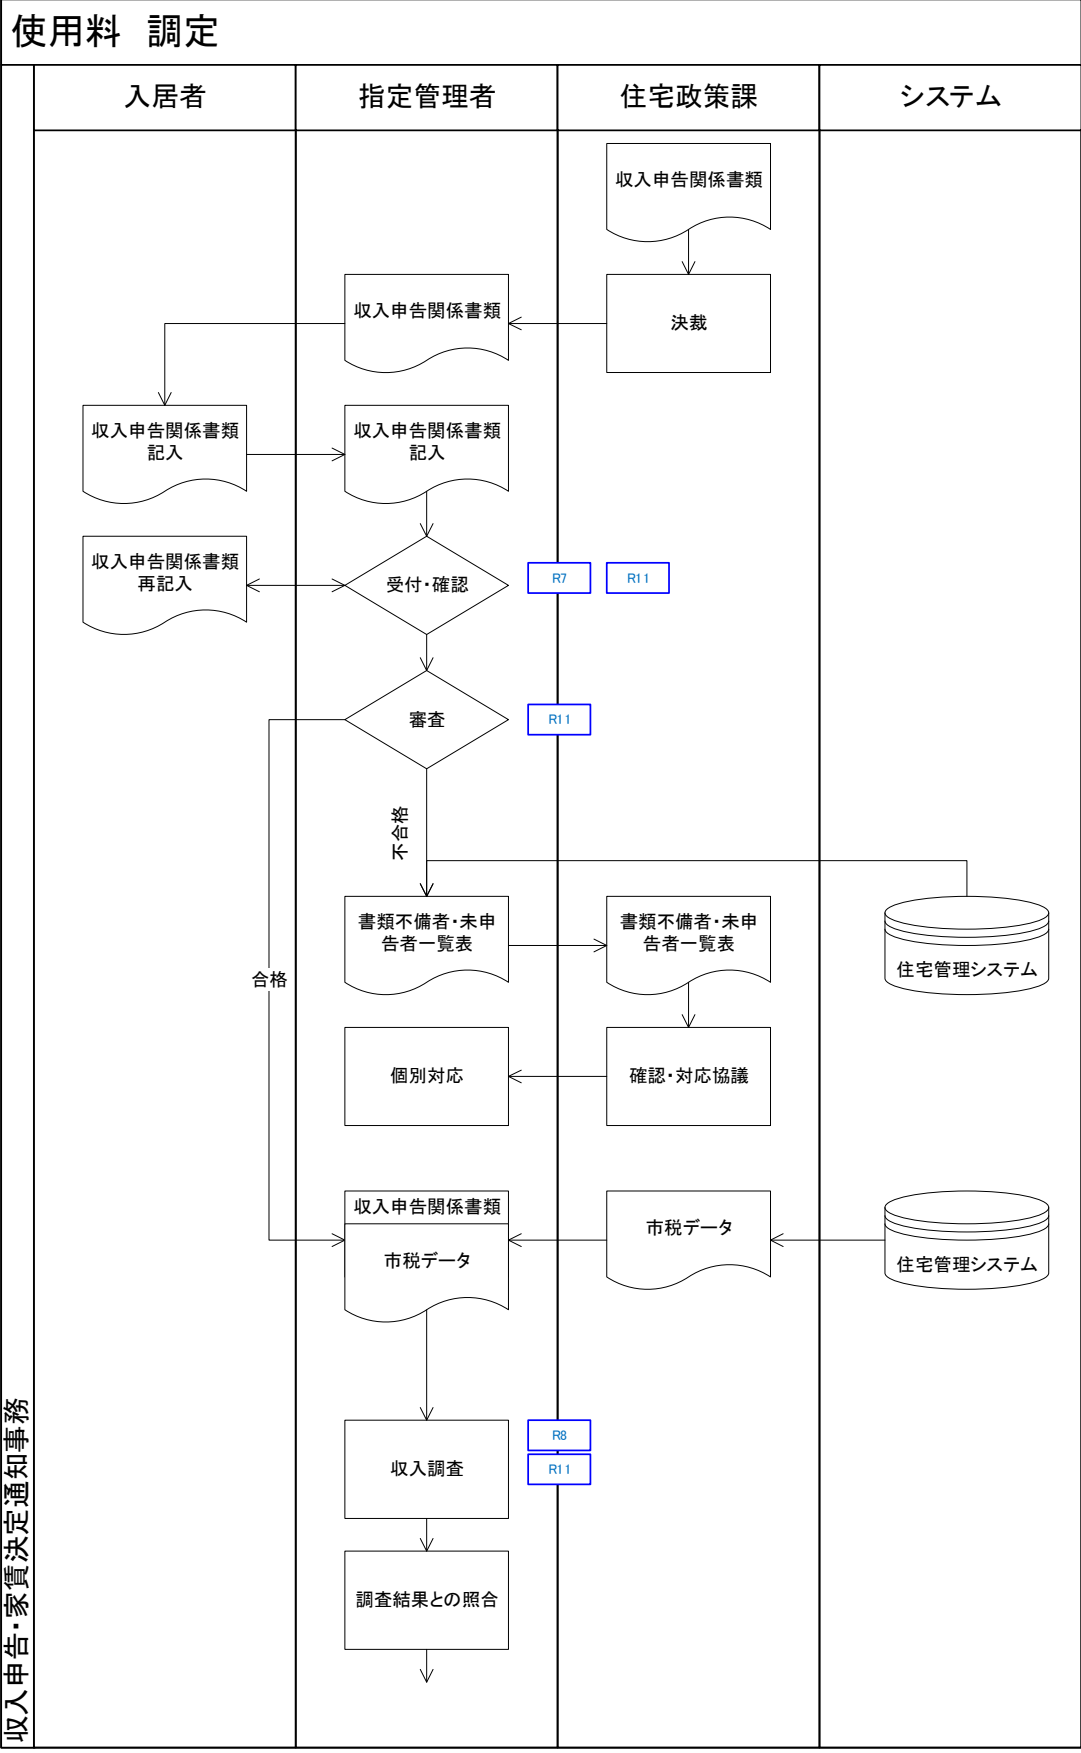 使用料　調定
入居者
指定管理者
住宅政策課
システム
収入申告関係書類
収入申告関係書類
決裁
収入申告関係書類
記入
収入申告関係書類
記入
収入申告関係書類
再記入
受付・確認
R7
R11
審査
R11
不合格
書類不備者・未申
告者一覧表
書類不備者・未申
告者一覧表
住宅管理システム
合格
個別対応
確認・対応協議
収入申告関係書類
市税データ
市税データ
住宅管理システム
収入調査
R8
R11
調査結果との照合
収入申告・家賃決定通知事務